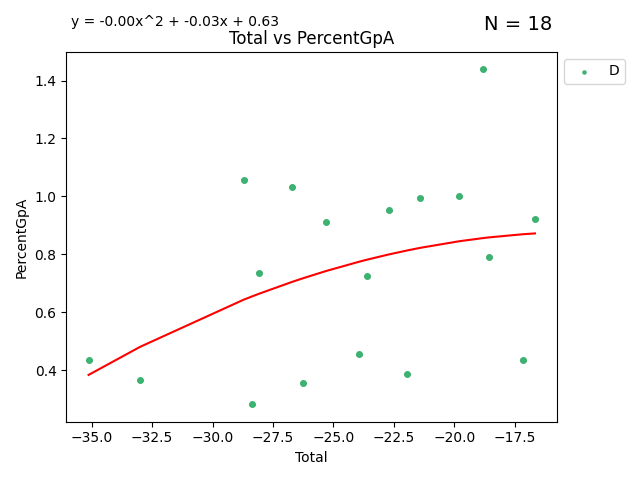 y = -0.00x^2 + -0.03x + 0.63
N = 18
Total vs PercentGpA
D
PercentGpA
1.4
1.2
1.0
0.8
0.6
0.4
−35.0 −32.5 −30.0 −27.5 −25.0 −22.5 −20.0 −17.5
Total